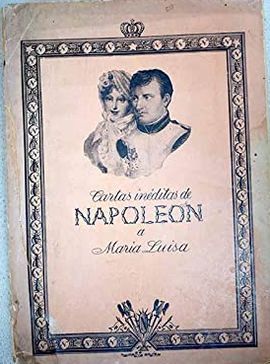 Cartas inéditas de
NAPOLEON
a
Maria Luisa